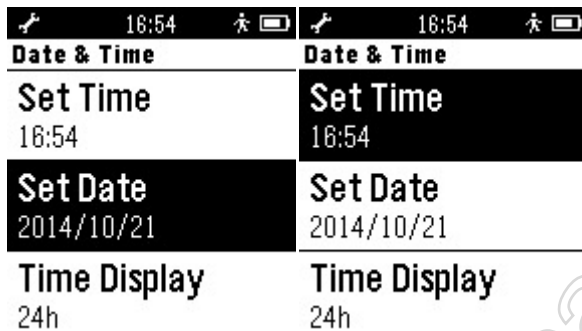 16:54
Date & Time
Set Time
16:54
Set Date
2014/10/21
Time Display
24h
16:54
Date & Time
Set Time
16:54
Set Date
2014/10/21
Time Display
24h